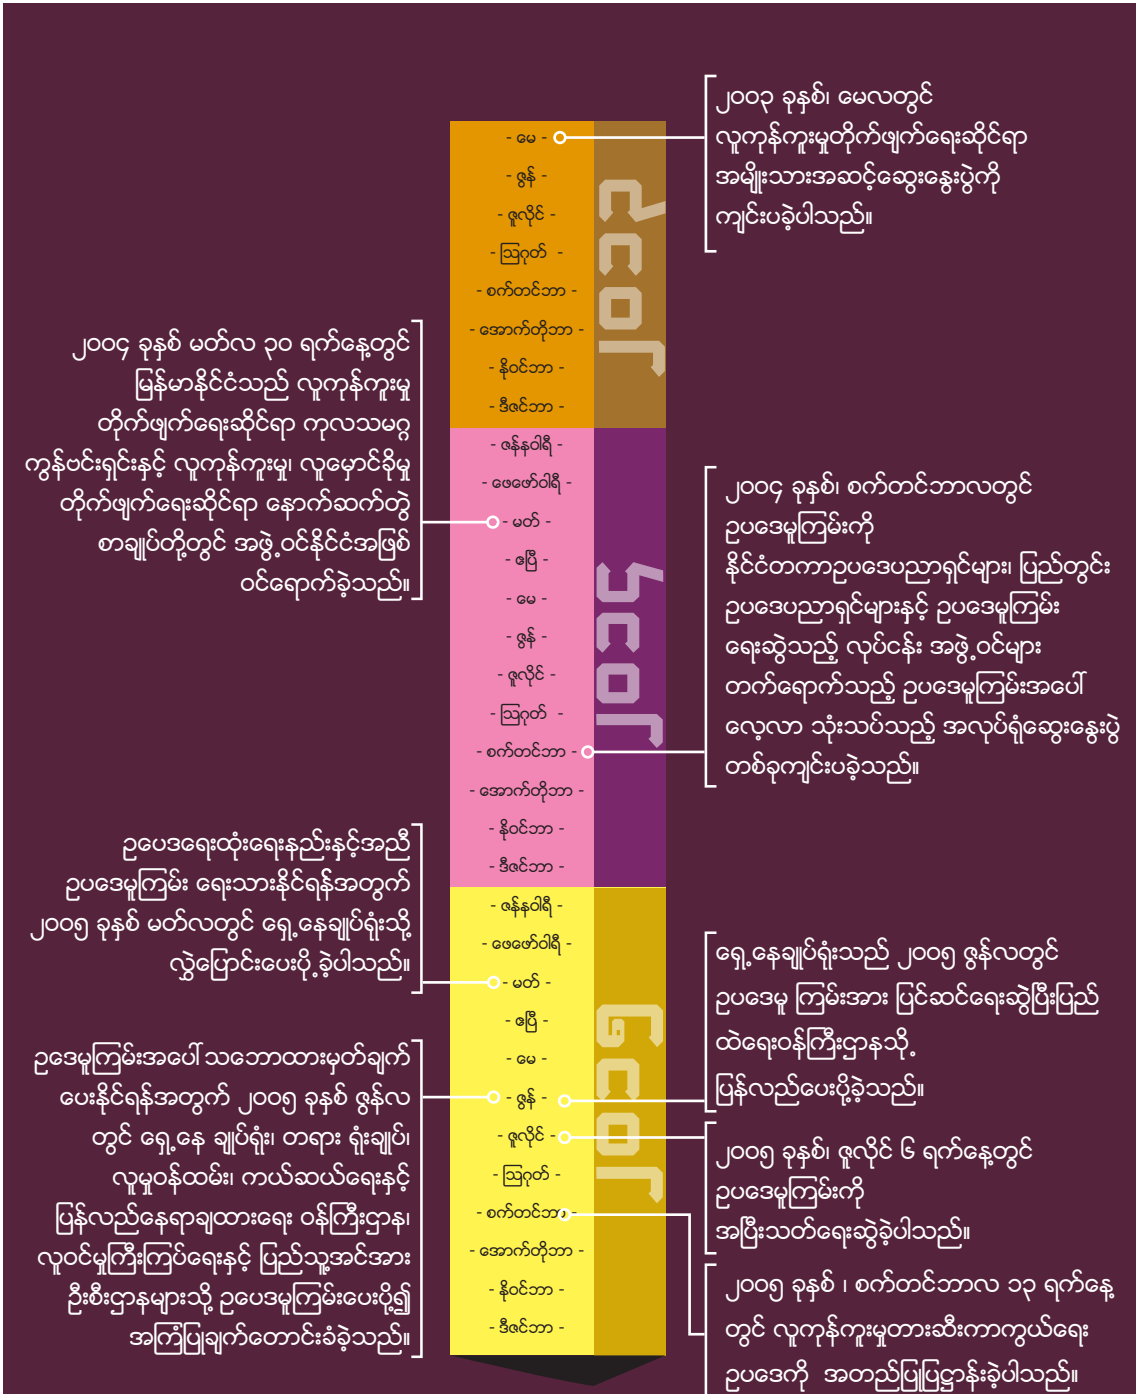 ၂၀၀၃ ခုနှစ်၊ မေလတွင်
လူကုန်ကူးမှုတိုက်ဖျက်ရေးဆိုင်ရာ
အမျိုးသားအဆင့်ဆွေးနွေးပွဲကို
ကျင်းပခဲ့ပါသည်။
၂၀၀၃
- မေ -
- ဇွန် -
- ဇူလိုင် -
- ဩဂုတ် -
- စက်တင်ဘာ -
- အောက်တိုဘာ -
- နိုဝင်ဘာ -
- ဒီဇင်ဘာ -
၂၀၀၄ ခုနှစ် မတ်လ ၃၀ ရက်နေ့တွင်
မြန်မာနိုင်ငံသည် လူကုန်ကူးမှု
တိုက်ဖျက်ရေးဆိုင်ရာ ကုလသမဂ္ဂ
ကွန်ဗင်းရှင်းနှင့် လူကုန်ကူးမှု၊ လူမှောင်ခိုမှု
တိုက်ဖျက်ရေးဆိုင်ရာ နောက်ဆက်တွဲ
စာချုပ်တို့တွင် အဖွဲ့ဝင်နိုင်ငံအဖြစ်
ဝင်ရောက်ခဲ့သည်။
၂၀၀၄
- ဇန်နဝါရီ -
- ဖေဖော်ဝါရီ -
- မတ် -
- ဧပြီ -
- မေ -
- ဇွန် -
- ဇူလိုင် -
- ဩဂုတ် -
- စက်တင်ဘာ -
- အောက်တိုဘာ -
- နိုဝင်ဘာ -
- ဒီဇင်ဘာ -
၂၀၀၄ ခုနှစ်၊ စက်တင်ဘာလတွင်
ဥပဒေမူကြမ်းကို
နိုင်ငံတကာဥပဒေပညာရှင်များ၊ ပြည်တွင်း
ဥပဒေပညာရှင်များနှင့် ဥပဒေမူကြမ်း
ရေးဆွဲသည့် လုပ်ငန်း အဖွဲ့ဝင်များ
တက်ရောက်သည့် ဥပဒေမူကြမ်းအပေါ်
လေ့လာ သုံးသပ်သည့် အလုပ်ရုံဆွေးနွေးပွဲ
တစ်ခုကျင်းပခဲ့သည်။
ဥပေဒရေးထုံးရေးနည်းနှင့်အညီ
ဥပဒေမူကြမ်း ရေးသားနိုင်ရန်အတွက်
၂၀၀၅ ခုနှစ် မတ်လတွင် ရှေ့နေချုပ်ရုံးသို့
လွှဲပြောင်းပေးပို့ခဲ့ပါသည်။
၂၀၀၅
- ဇန်နဝါရီ -
- ဖေဖော်ဝါရီ -
- မတ် -
- ဧပြီ -
- မေ -
- ဇွန် -
- ဇူလိုင် -
- ဩဂုတ် -
- စက်တင်ဘာ -
- အောက်တိုဘာ -
- နိုဝင်ဘာ -
- ဒီဇင်ဘာ -
ရှေ့နေချုပ်ရုံးသည် ၂၀၀၅ ဇွန်လတွင်
ဥပဒေမူ ကြမ်းအား ပြင်ဆင်ရေးဆွဲပြီးပြည်
ထဲရေးဝန်ကြီးဌာနသို့
ပြန်လည်ပေးပို့ခဲ့သည်။
ဥဒေမူကြမ်းအပေါ် သဘောထားမှတ်ချက်
ပေးနိုင်ရန်အတွက် ၂၀၀၅ ခုနှစ် ဇွန်လ
တွင် ရှေ့နေ ချုပ်ရုံး၊ တရား ရုံးချုပ်၊
လူမှုဝန်ထမ်း၊ ကယ်ဆယ်ရေးနှင့်
ပြန်လည်နေရာချထားရေး ဝန်ကြီးဌာန၊
လူဝင်မှုကြီးကြပ်ရေးနှင့် ပြည်သူ့အင်အား
ဦးစီးဌာနများသို့ ဥပဒေမူကြမ်းပေးပို့၍
အကြံပြုချက်တောင်းခံခဲ့သည်။
၂၀၀၅ ခုနှစ်၊ ဇူလိုင် ၆ ရက်နေ့တွင်
ဥပဒေမူကြမ်းကို
အပြီးသတ်ရေးဆွဲခဲ့ပါသည်။
၂၀၀၅ ခုနှစ် ၊ စက်တင်ဘာလ ၁၃ ရက်နေ့
တွင် လူကုန်ကူးမှုတားဆီးကာကွယ်ရေး
ဥပဒေကို အတည်ပြုပြဋ္ဌာန်းခဲ့ပါသည်။